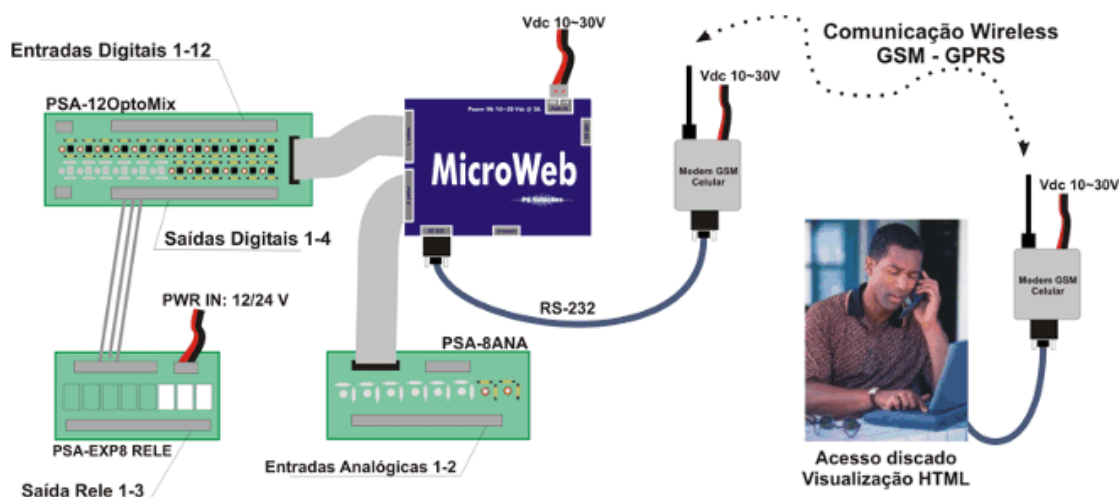 Vdc 10~30V
Comunicação Wireless
GSM - GPRS
Entradas Digitais 1-12
Vdc 10~30V
PSA-12OptoMix
MicroWeb
Modem GSM
Celular
Vdc 10~30V
Saídas Digitais 1-4
Modem GSM
Celular
PWR IN: 12/24 V
RS-232
PSA-8ANA
PSA-EXP8 RELE
Entradas Analógicas 1-2
Acesso discado
Visualização HTML
Saída Rele 1-3